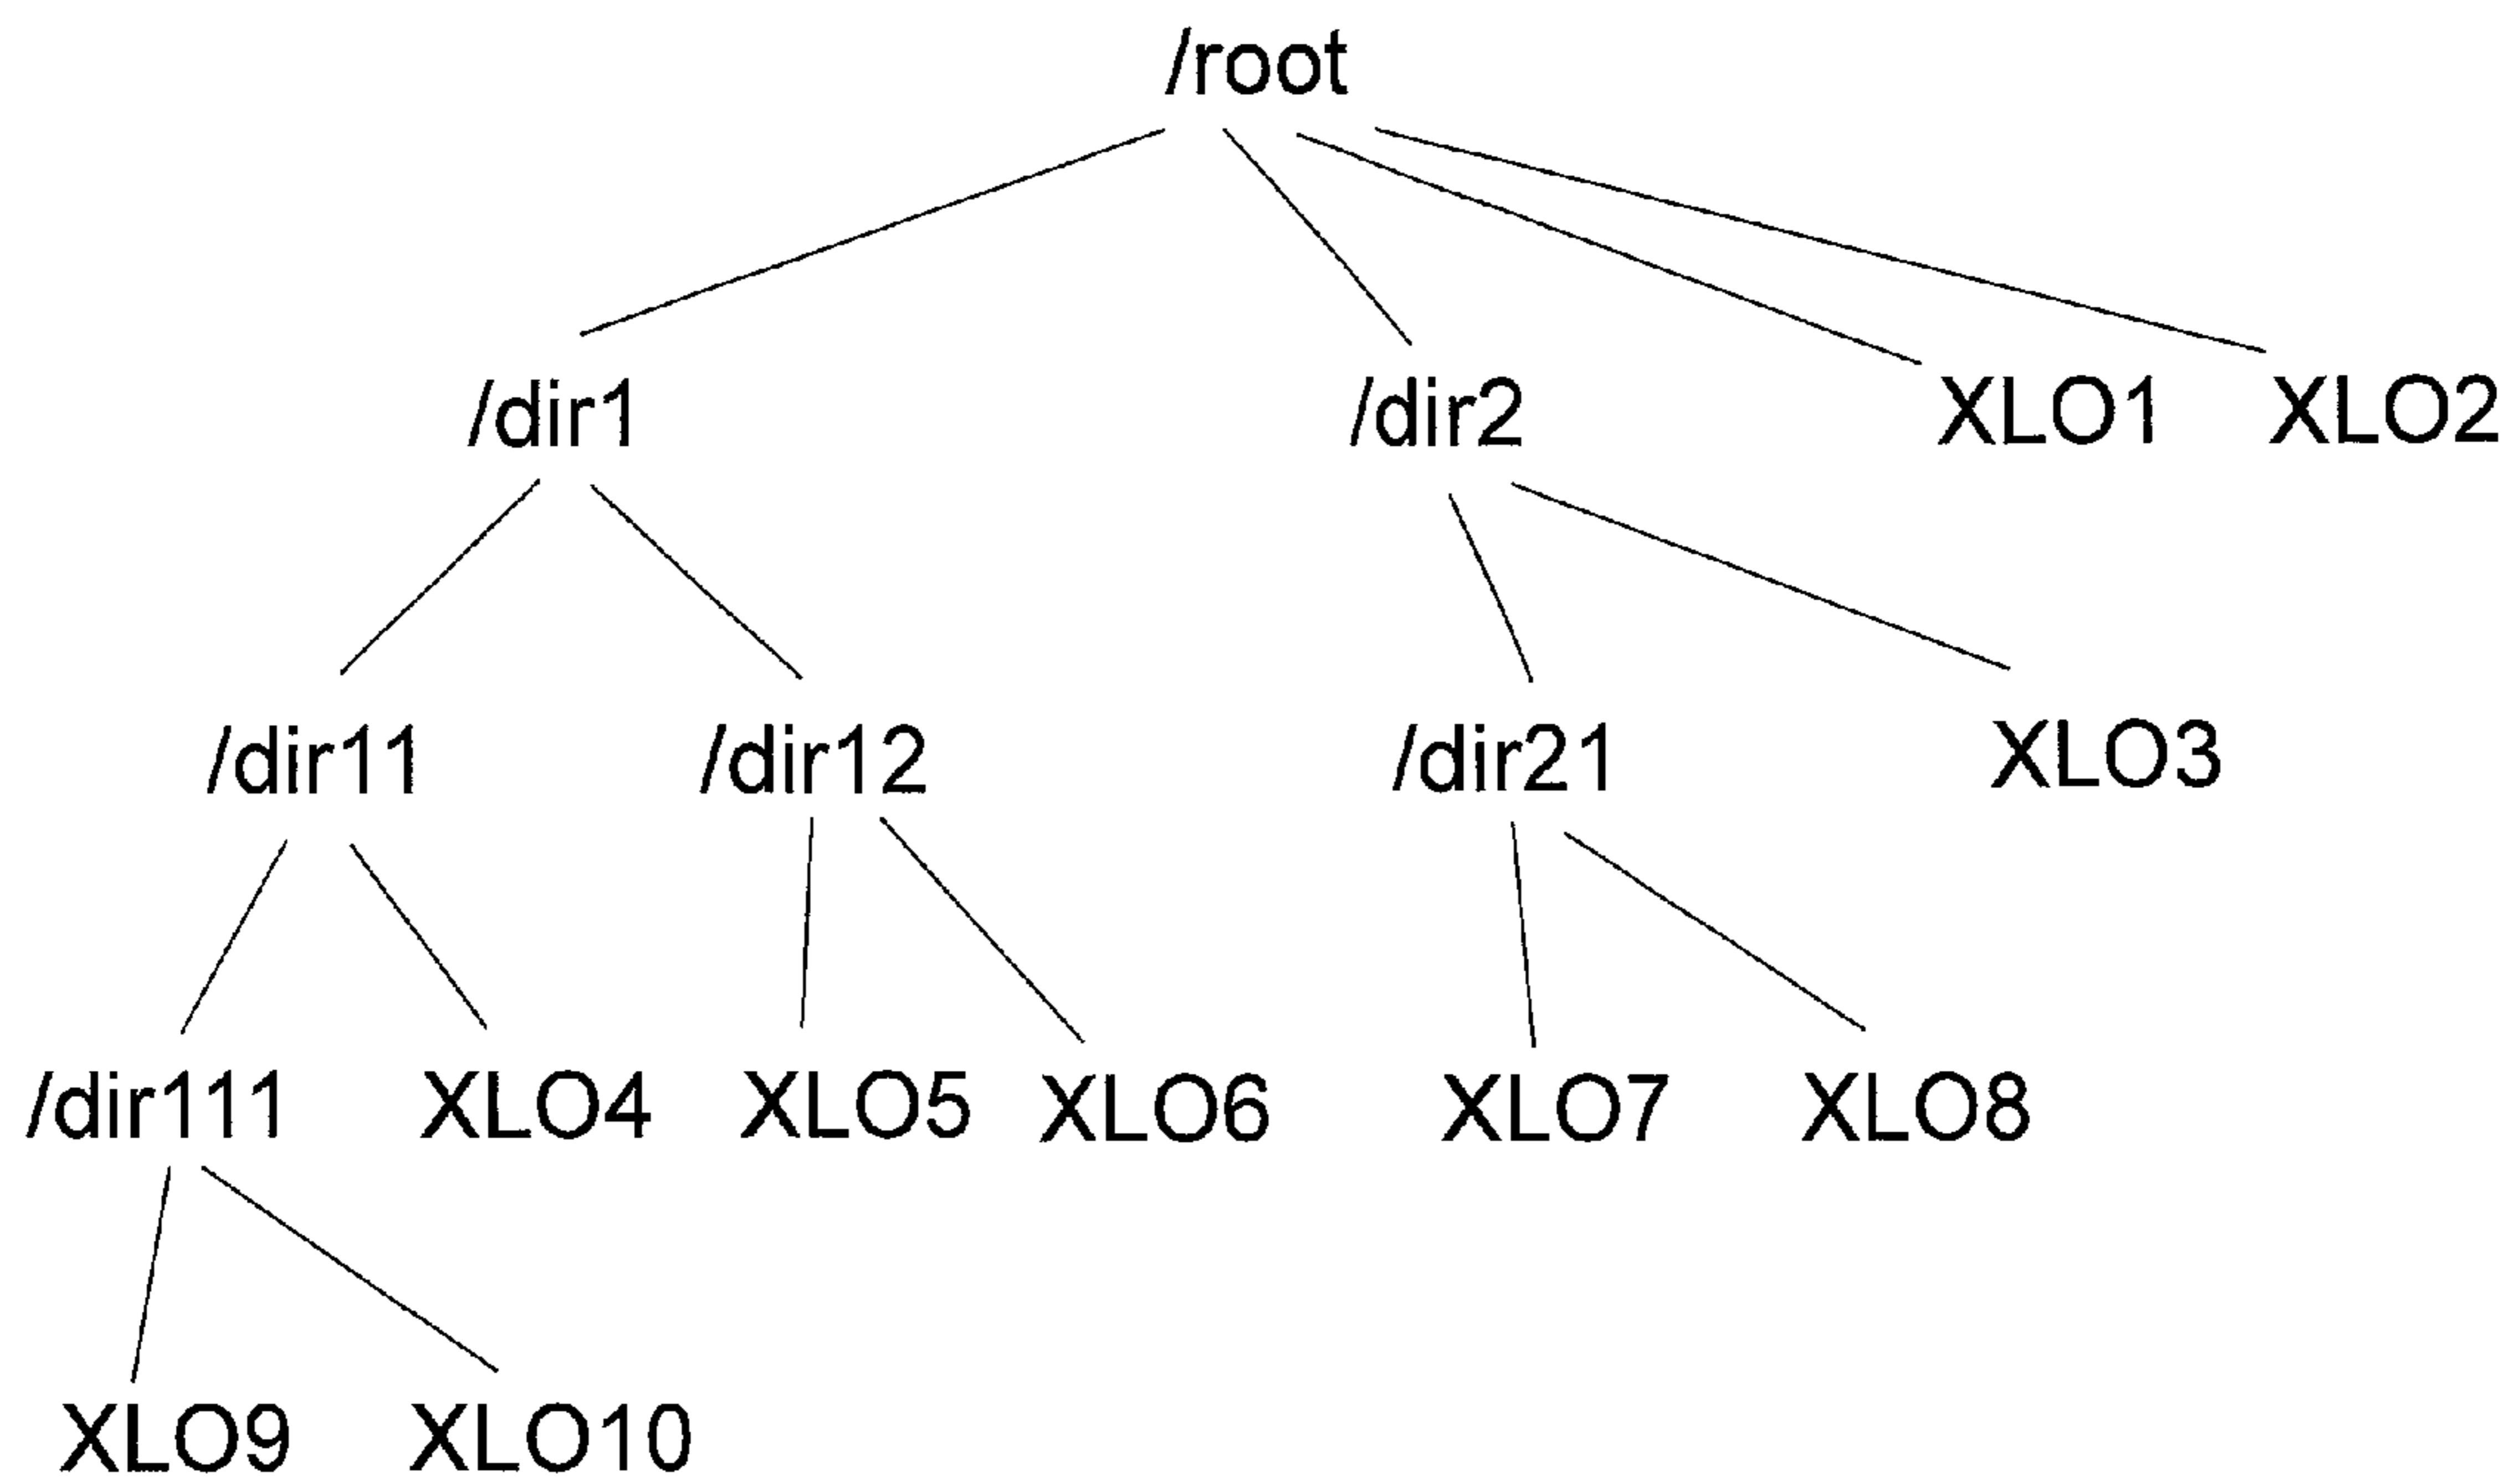 /root
/dir1 /dir2 XLO1 XLO2
/dir11 /dir12 /dir21 XLO3
/dir111 XLO4 XLO5 XLO6 XLO7 XLO8
XLO9 XLO10